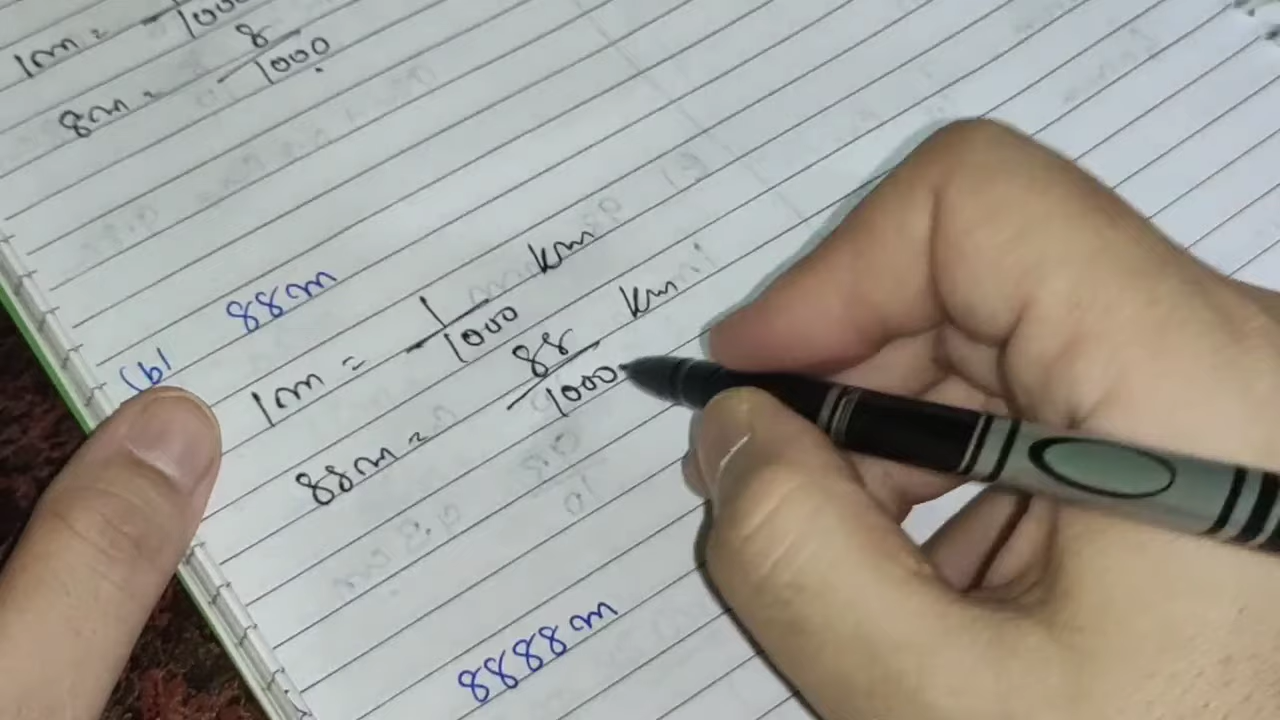 1m = 1/1000
8m = 8/1000
(b) 88m
1m = 1/1000 km
88m = 88/1000 km
8888m